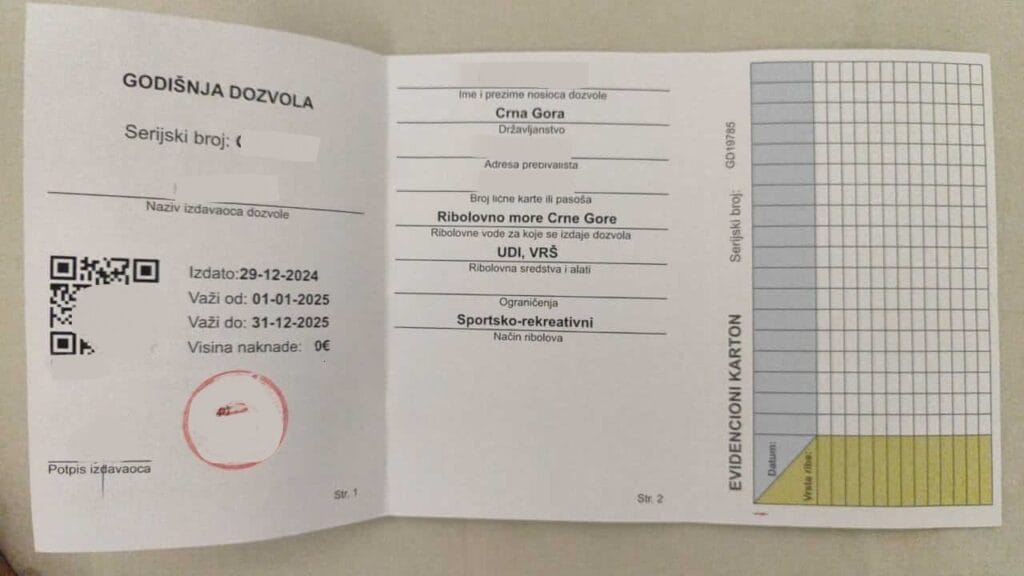 GODIŠNJA DOZVOLA
Serijski broj:
Naziv izdavaoca dozvole
Izdato:29-12-2024
Važi od: 01-01-2025
Važi do: 31-12-2025
Visina naknade: 0€
Potpis izdavaoca
Str. 1
Ime i prezime nosioca dozvole
Crna Gora
Državljanstvo
Adresa prebivališta
Broj lične karte ili pasoša
Ribolovno more Crne Gore
Ribolovne vode za koje se izdaje dozvola
UDI, VRŠ
Ribolovna sredstva i alati
Ograničenja
Sportsko-rekreativni
Način ribolova
Str. 2
EVIDENCIONI KARTON
Serijski broj: GD19785
Datum:
Vrsta ribe: